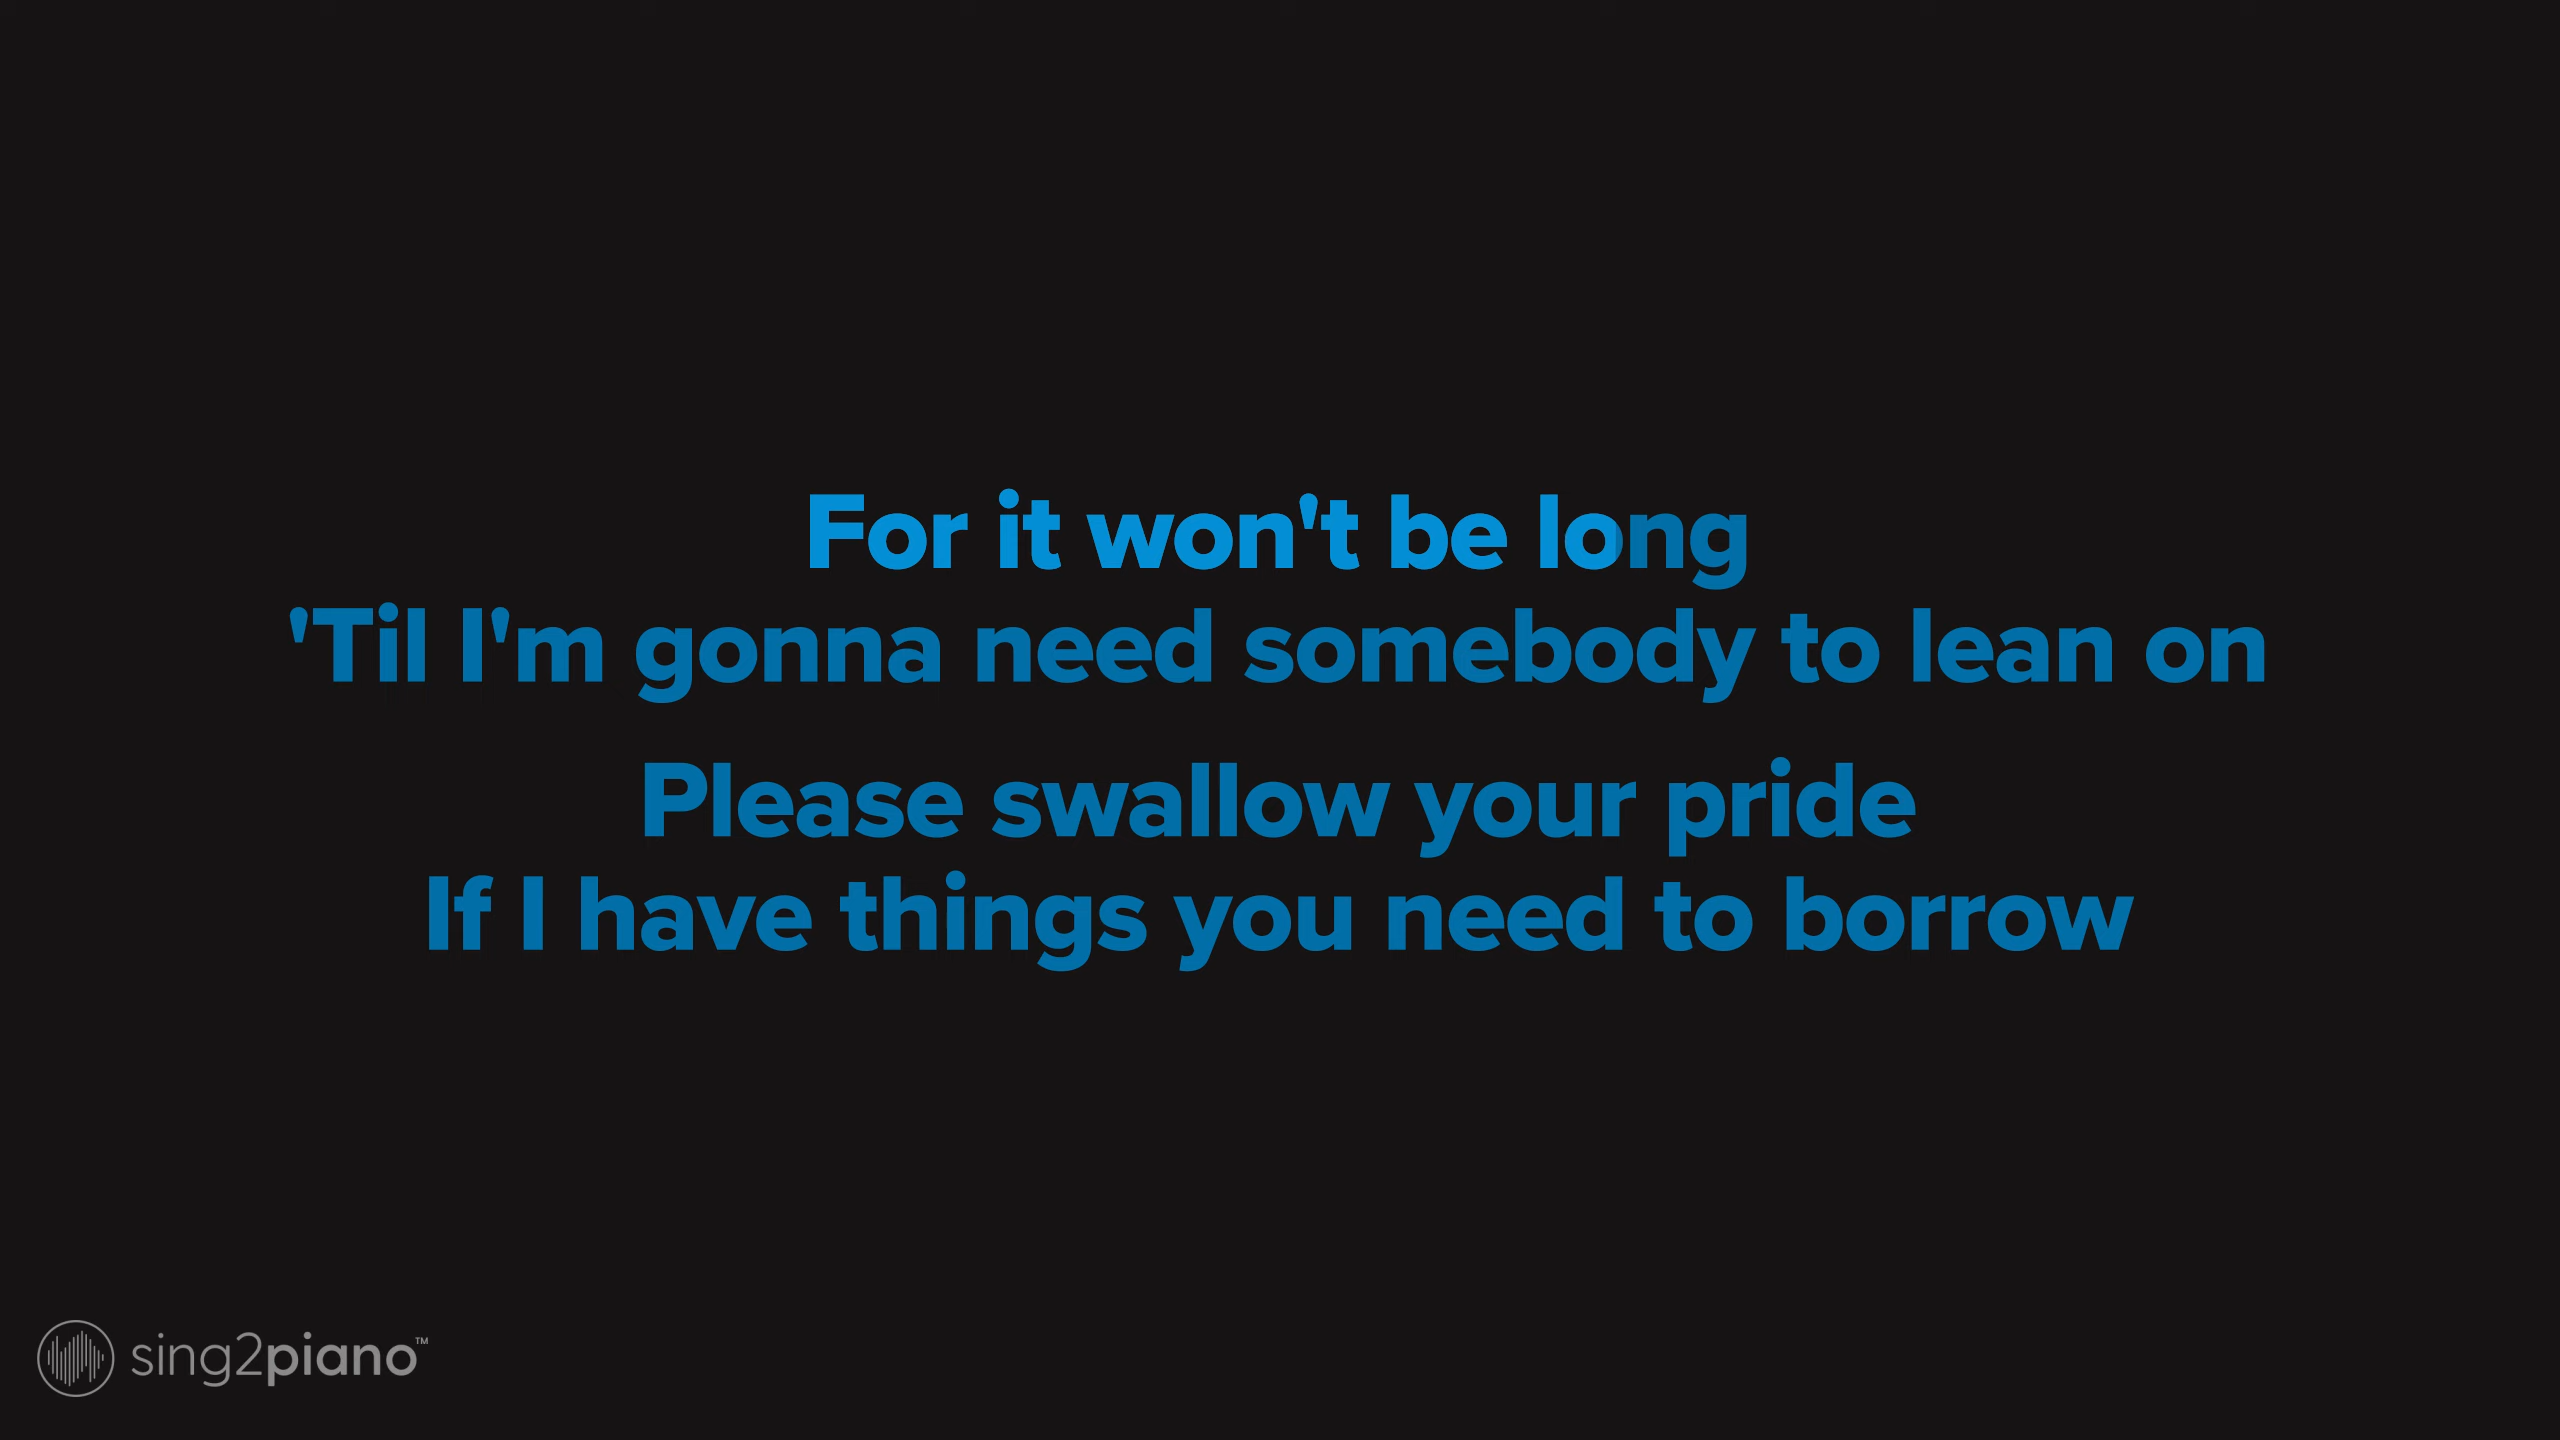 For it won't be long
'Til I'm gonna need somebody to lean on
Please swallow your pride
If I have things you need to borrow
sing2piano™